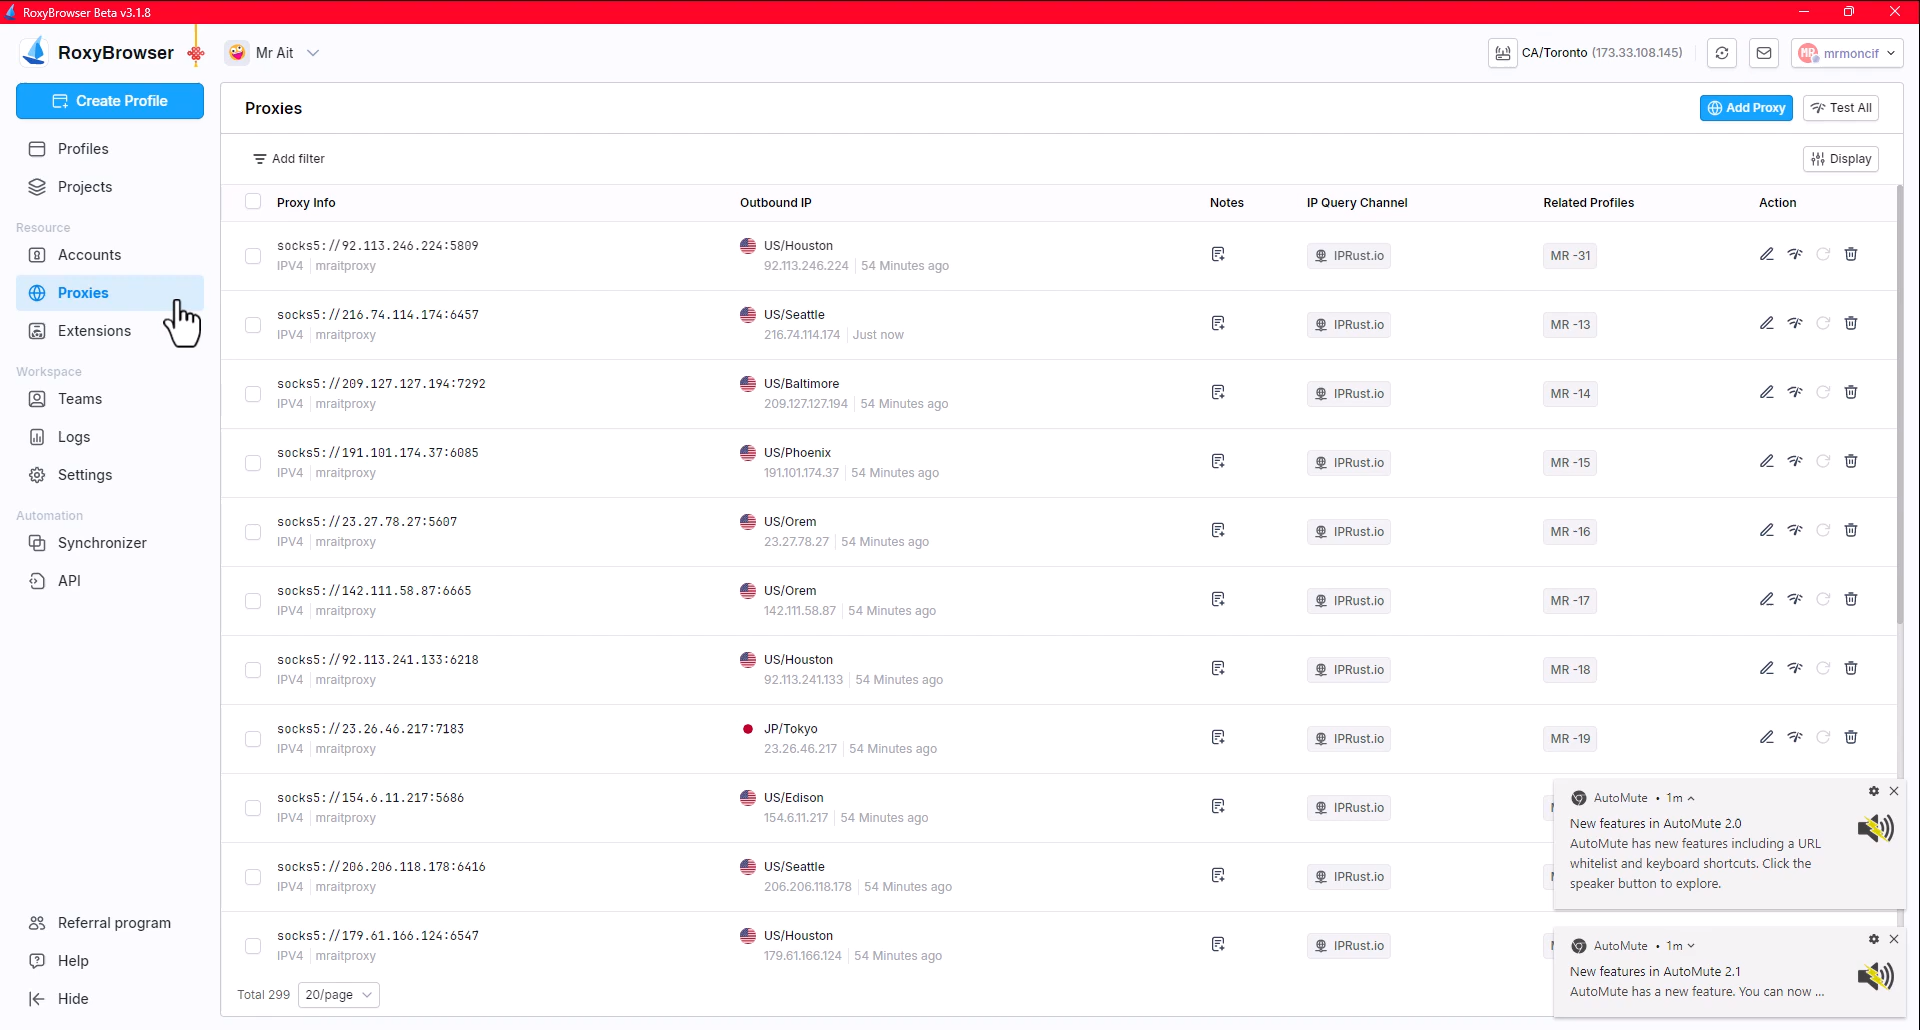 RoxyBrowser Beta v3.1.8
RoxyBrowser
Mr Ait
CA/Toronto (173.33.108.145)
MR
mrmoncif
Create Profile
Profiles
Projects
Resource
Accounts
Proxies
Extensions
Workspace
Teams
Logs
Settings
Automation
Synchronizer
API
Referral program
Help
Hide
Proxies
Add Proxy
Test All
Add filter
Display
Proxy Info Outbound IP Notes IP Query Channel Related Profiles Action
socks5://92.113.246.224:5809 US/Houston IPRust.io MR -31
IPV4 mraitproxy 92.113.246.224 54 Minutes ago
socks5://216.74.114.174:6457 US/Seattle IPRust.io MR -13
IPV4 mraitproxy 216.74.114.174 Just now
socks5://209.127.127.194:7292 US/Baltimore IPRust.io MR -14
IPV4 mraitproxy 209.127.127.194 54 Minutes ago
socks5://191.101.174.37:6085 US/Phoenix IPRust.io MR -15
IPV4 mraitproxy 191.101.174.37 54 Minutes ago
socks5://23.27.78.27:5607 US/Orem IPRust.io MR -16
IPV4 mraitproxy 23.27.78.27 54 Minutes ago
socks5://142.111.58.87:6665 US/Orem IPRust.io MR -17
IPV4 mraitproxy 142.111.58.87 54 Minutes ago
socks5://92.113.241.133:6218 US/Houston IPRust.io MR -18
IPV4 mraitproxy 92.113.241.133 54 Minutes ago
socks5://23.26.46.217:7183 JP/Tokyo IPRust.io MR -19
IPV4 mraitproxy 23.26.46.217 54 Minutes ago
socks5://154.6.11.217:5686 US/Edison IPRust.io
IPV4 mraitproxy 154.6.11.217 54 Minutes ago
socks5://206.206.118.178:6416 US/Seattle IPRust.io
IPV4 mraitproxy 206.206.118.178 54 Minutes ago
socks5://179.61.166.124:6547 US/Houston IPRust.io
IPV4 mraitproxy 179.61.166.124 54 Minutes ago
Total 299 20/page
AutoMute • 1m
New features in AutoMute 2.0
AutoMute has new features including a URL
whitelist and keyboard shortcuts. Click the
speaker button to explore.
AutoMute • 1m
New features in AutoMute 2.1
AutoMute has a new feature. You can now ...